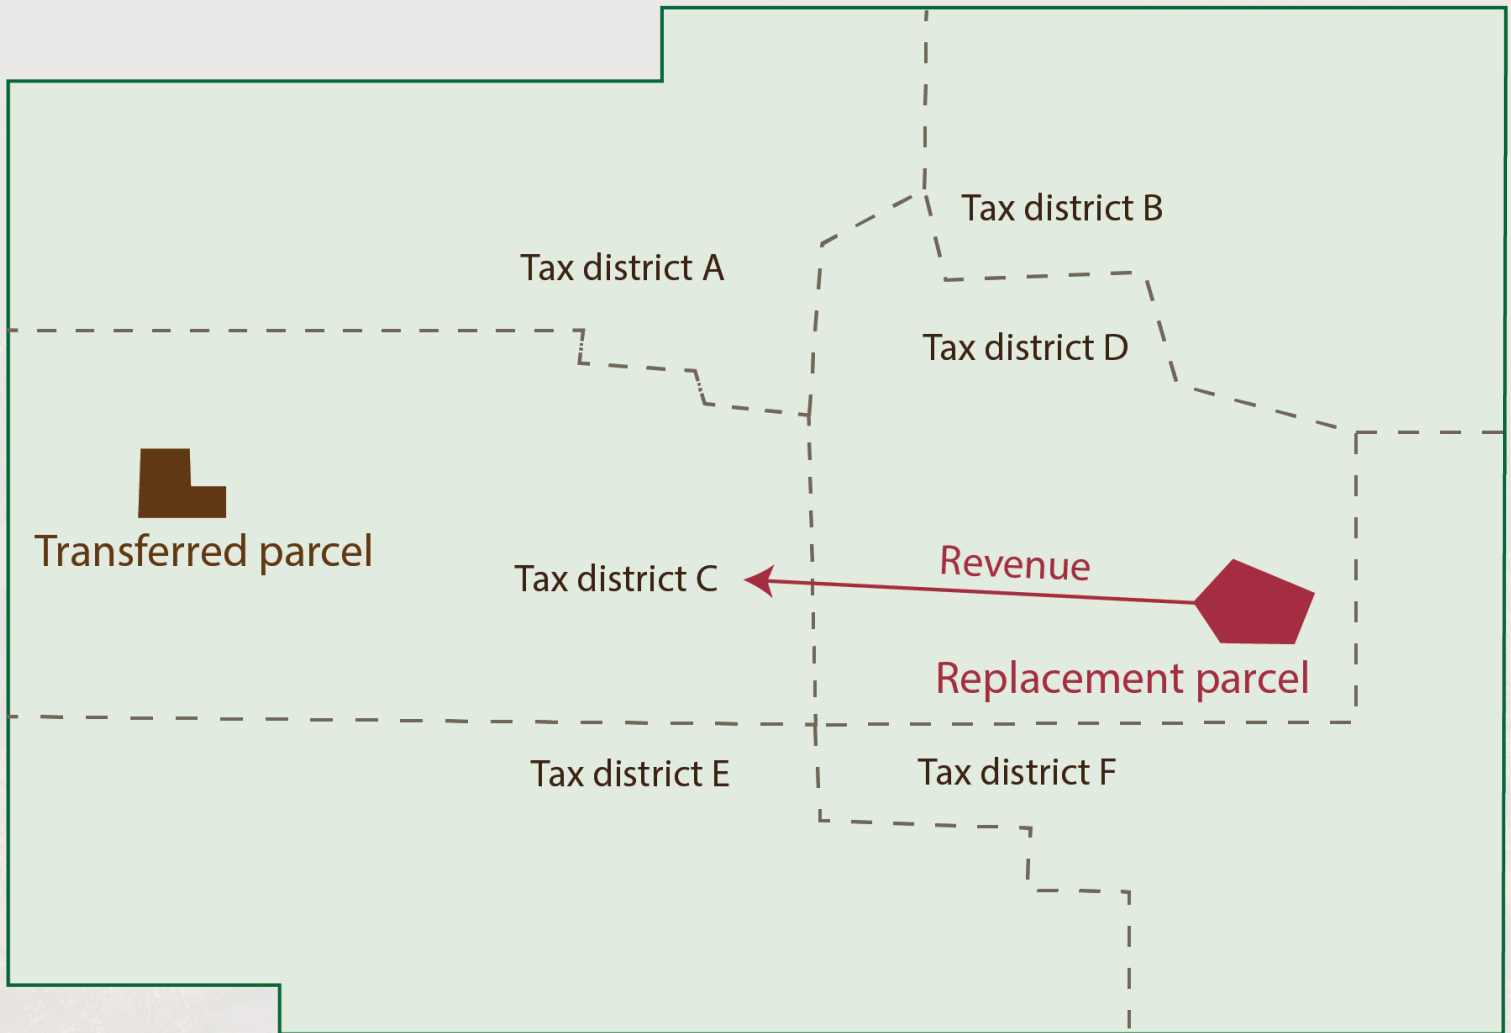 Tax district B
Tax district A
Tax district D
Transferred parcel
Tax district C
Revenue
Replacement parcel
Tax district E
Tax district F